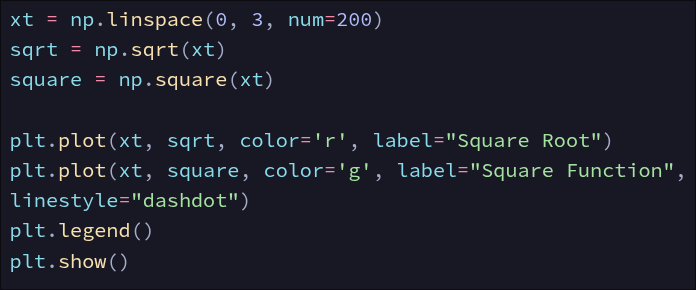 xt = np.linspace(0, 3, num=200)
sqrt = np.sqrt(xt)
square = np.square(xt)

plt.plot(xt, sqrt, color='r', label="Square Root")
plt.plot(xt, square, color='g', label="Square Function",
linestyle="dashdot")
plt.legend()
plt.show()